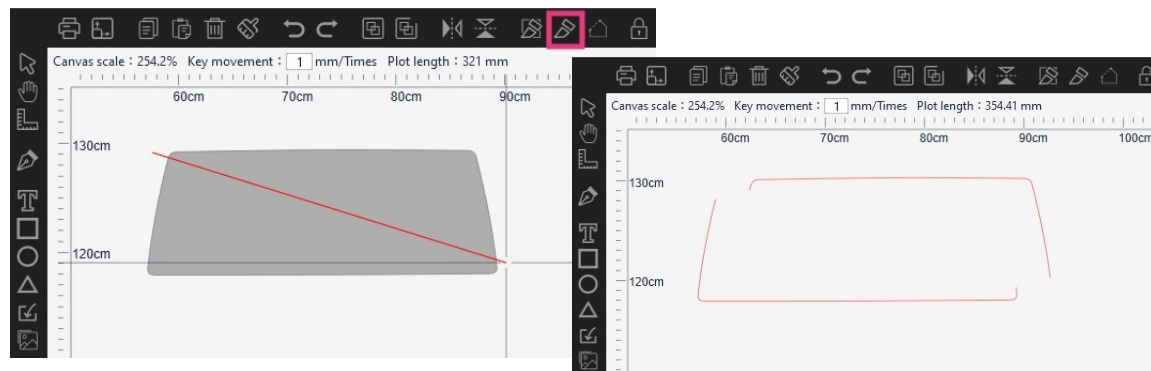 Canvas scale : 254.2% Key movement : 1 mm/Times Plot length : 321 mm
60cm 70cm 80cm 90cm
130cm
120cm
T
Canvas scale : 254.2% Key movement : 1 mm/Times Plot length : 354.41 mm
60cm 70cm 80cm 90cm 100cm
130cm
120cm
T